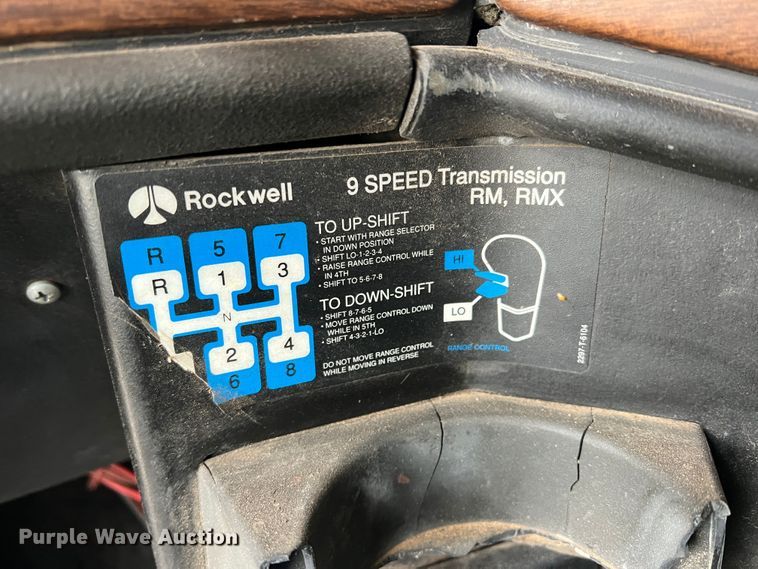 Rockwell
9 SPEED Transmission
RM, RMX
R 5 7
R 1 3
N
2 4
6 8
TO UP-SHIFT
• START WITH RANGE SELECTOR
IN DOWN POSITION
• SHIFT LO-1-2-3-4
• RAISE RANGE CONTROL WHILE
IN 4TH
• SHIFT TO 5-6-7-8
TO DOWN-SHIFT
• SHIFT 8-7-6-5
• MOVE RANGE CONTROL DOWN
WHILE IN 5TH
• SHIFT 4-3-2-1-LO
DO NOT MOVE RANGE CONTROL
WHILE MOVING IN REVERSE
HI
LO
RANGE CONTROL
2297-T-6104
Purple Wave Auction